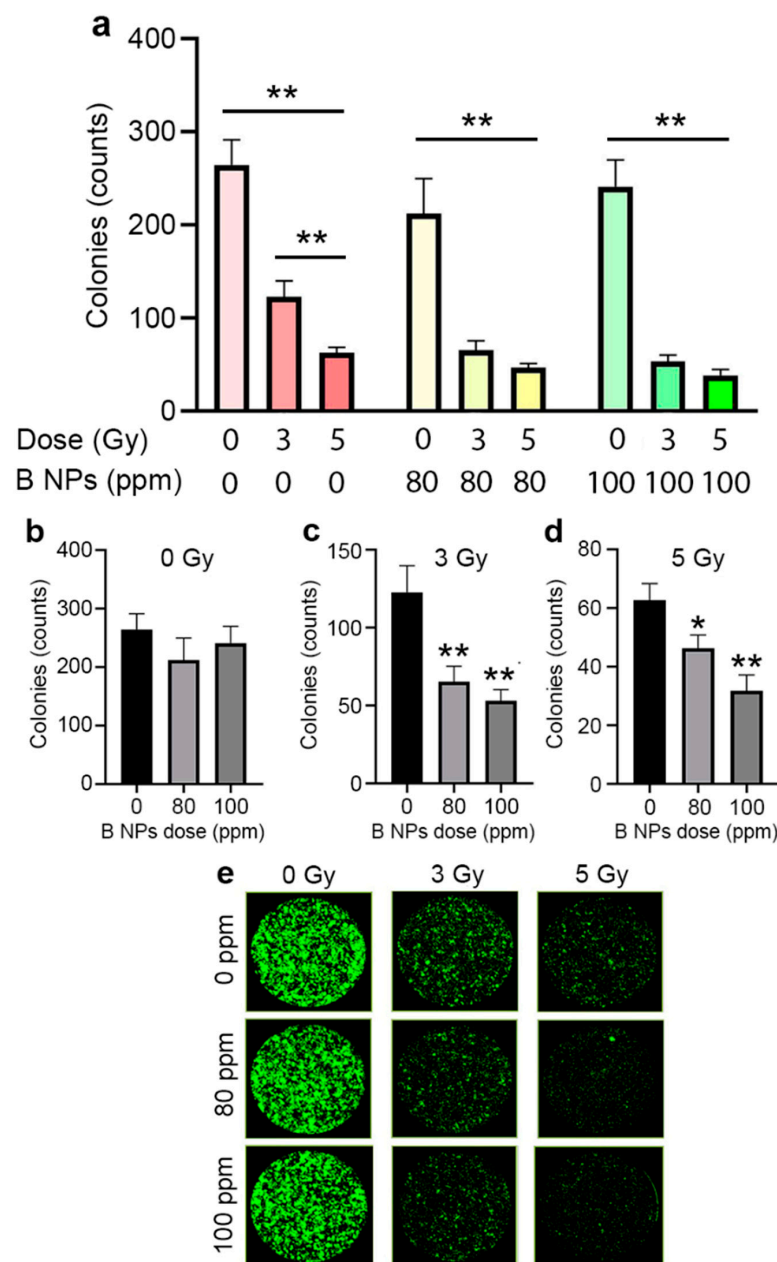 a
400
300
200
100
0
Colonies (counts)
**
**
**
**
Dose (Gy) 0 3 5 0 3 5 0 3 5
B NPs (ppm) 0 0 0 80 80 80 100 100 100
b
0 Gy
400
300
200
100
0
Colonies (counts)
0 80 100
B NPs dose (ppm)
c
3 Gy
150
100
50
0
Colonies (counts)
**
**
0 80 100
B NPs dose (ppm)
d
5 Gy
80
60
40
20
0
Colonies (counts)
*
**
0 80 100
B NPs dose (ppm)
e
0 Gy 3 Gy 5 Gy
0 ppm
80 ppm
100 ppm